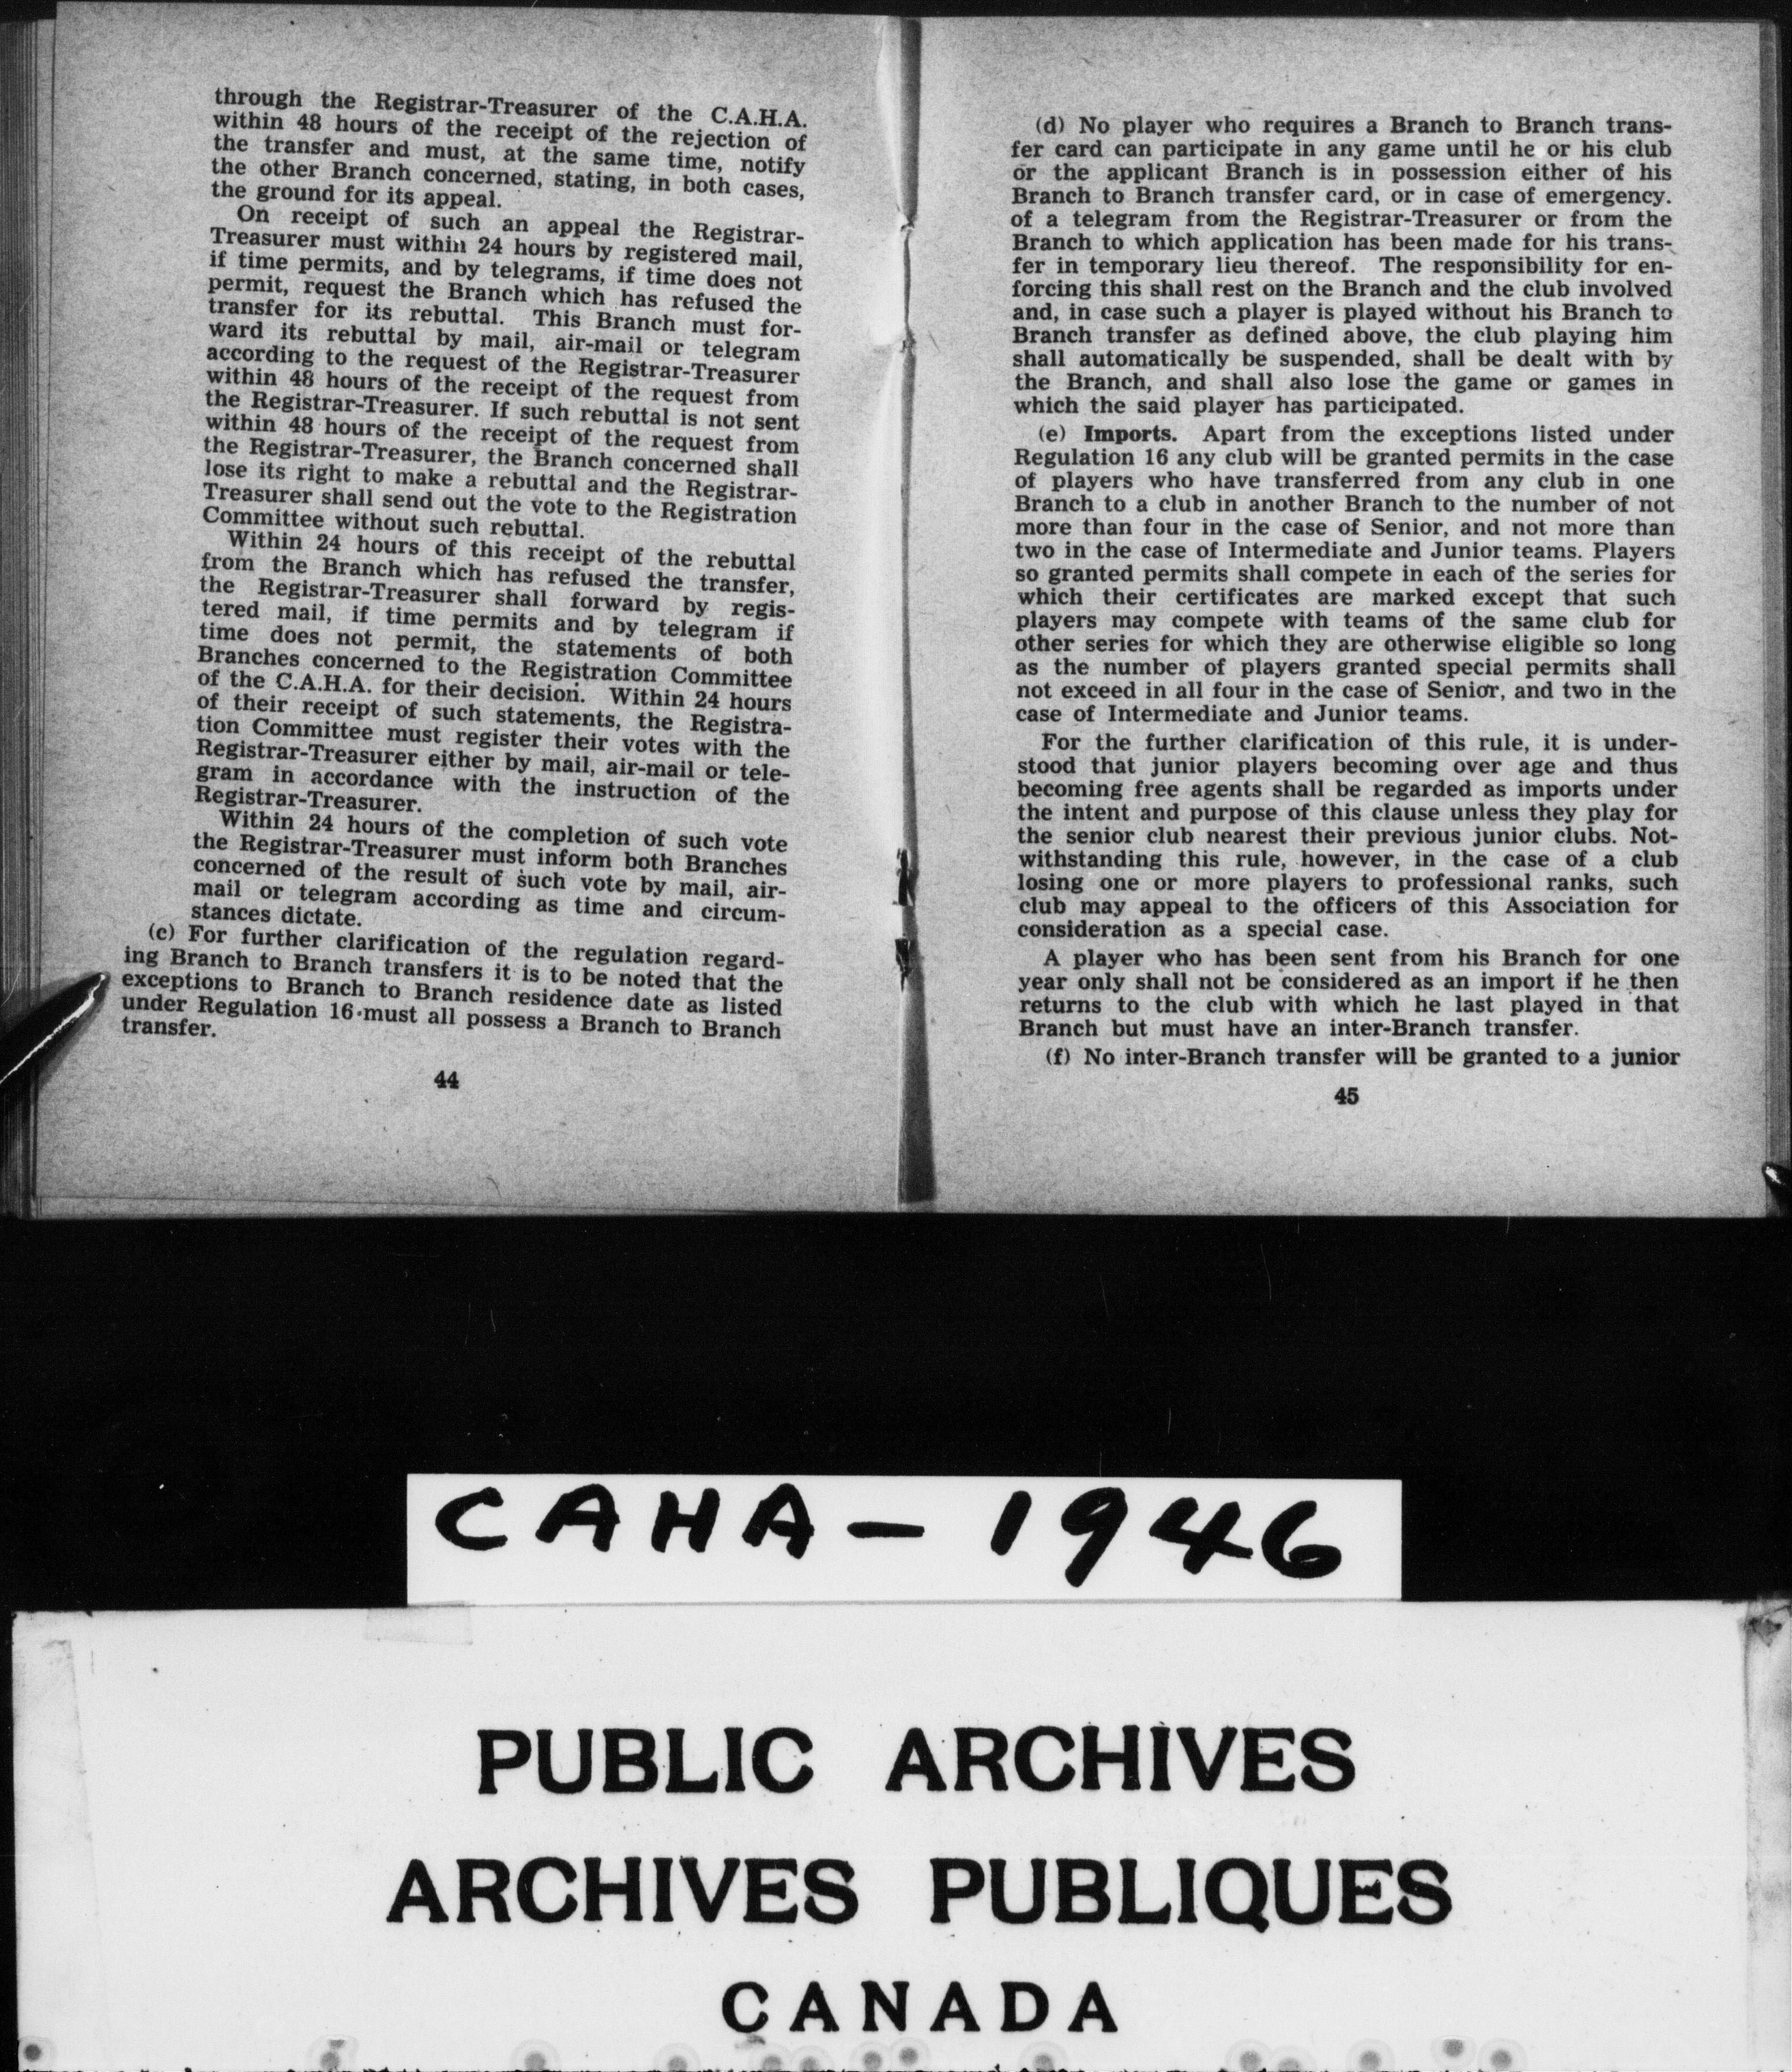 through the Registrar-Treasurer of the C.A.H.A.
within 48 hours of the receipt of the rejection of
the transfer and must, at the same time, notify
the other Branch concerned, stating, in both cases,
the ground for its appeal.
On receipt of such an appeal the Registrar-
Treasurer must within 24 hours by registered mail,
if time permits, and by telegrams, if time does not
permit, request the Branch which has refused the
transfer for its rebuttal. This Branch must for-
ward its rebuttal by mail, air-mail or telegram
according to the request of the Registrar-Treasurer
within 48 hours of the receipt of the request from
the Registrar-Treasurer. If such rebuttal is not sent
within 48 hours of the receipt of the request from
the Registrar-Treasurer, the Branch concerned shall
lose its right to make a rebuttal and the Registrar-
Treasurer shall send out the vote to the Registration
Committee without such rebuttal.
Within 24 hours of this receipt of the rebuttal
from the Branch which has refused the transfer,
the Registrar-Treasurer shall forward by regis-
tered mail, if time permits and by telegram if
time does not permit, the statements of both
Branches concerned to the Registration Committee
of the C.A.H.A. for their decision. Within 24 hours
of their receipt of such statements, the Registra-
tion Committee must register their votes with the
Registrar-Treasurer either by mail, air-mail or tele-
gram in accordance with the instruction of the
Registrar-Treasurer.
Within 24 hours of the completion of such vote
the Registrar-Treasurer must inform both Branches
concerned of the result of such vote by mail, air-
mail or telegram according as time and circum-
stances dictate.
(c) For further clarification of the regulation regard-
ing Branch to Branch transfers it is to be noted that the
exceptions to Branch to Branch residence date as listed
under Regulation 16 must all possess a Branch to Branch
transfer.
44
(d) No player who requires a Branch to Branch trans-
fer card can participate in any game until he or his club
or the applicant Branch is in possession either of his
Branch to Branch transfer card, or in case of emergency.
of a telegram from the Registrar-Treasurer or from the
Branch to which application has been made for his trans-
fer in temporary lieu thereof. The responsibility for en-
forcing this shall rest on the Branch and the club involved
and, in case such a player is played without his Branch to
Branch transfer as defined above, the club playing him
shall automatically be suspended, shall be dealt with by
the Branch, and shall also lose the game or games in
which the said player has participated.
(e) Imports. Apart from the exceptions listed under
Regulation 16 any club will be granted permits in the case
of players who have transferred from any club in one
Branch to a club in another Branch to the number of not
more than four in the case of Senior, and not more than
two in the case of Intermediate and Junior teams. Players
so granted permits shall compete in each of the series for
which their certificates are marked except that such
players may compete with teams of the same club for
other series for which they are otherwise eligible so long
as the number of players granted special permits shall
not exceed in all four in the case of Senior, and two in the
case of Intermediate and Junior teams.
For the further clarification of this rule, it is under-
stood that junior players becoming over age and thus
becoming free agents shall be regarded as imports under
the intent and purpose of this clause unless they play for
the senior club nearest their previous junior clubs. Not-
withstanding this rule, however, in the case of a club
losing one or more players to professional ranks, such
club may appeal to the officers of this Association for
consideration as a special case.
A player who has been sent from his Branch for one
year only shall not be considered as an import if he then
returns to the club with which he last played in that
Branch but must have an inter-Branch transfer.
(f) No inter-Branch transfer will be granted to a junior
45
CAHA - 1946
PUBLIC ARCHIVES
ARCHIVES PUBLIQUES
CANADA